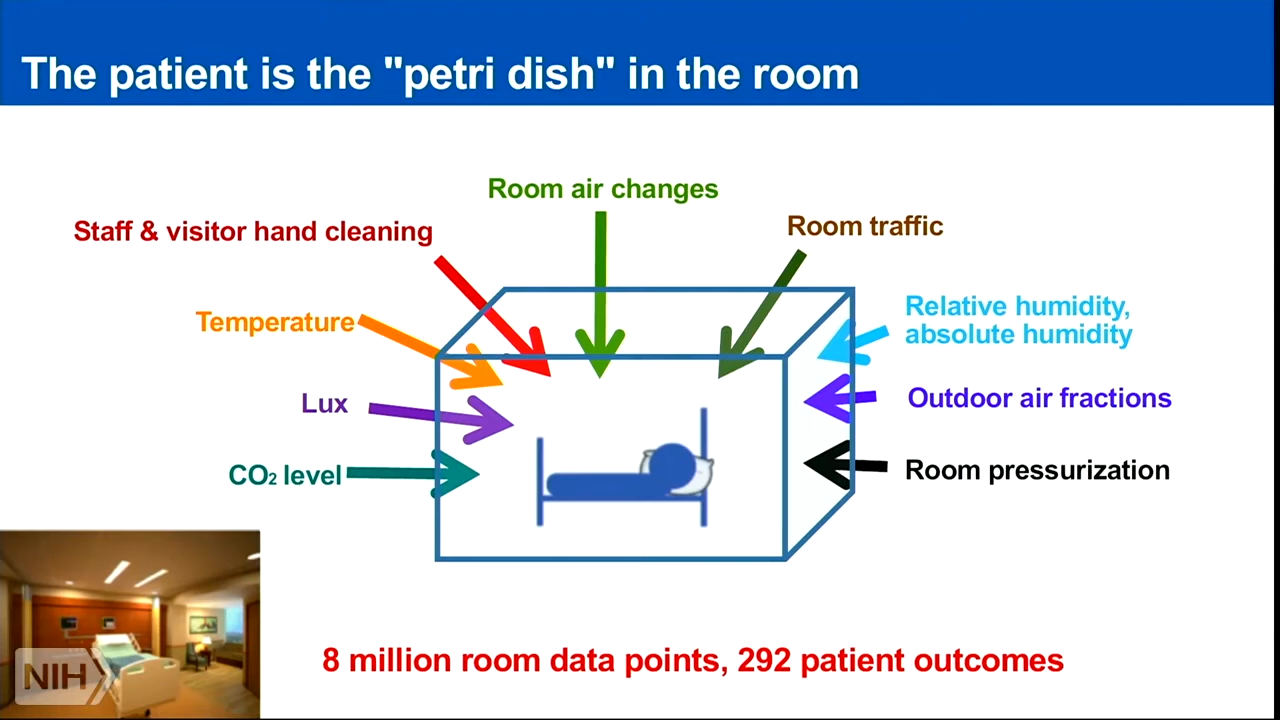 The patient is the "petri dish" in the room
Room air changes
Staff & visitor hand cleaning
Room traffic
Temperature
Relative humidity,
absolute humidity
Lux
Outdoor air fractions
CO₂ level
Room pressurization
NIH
8 million room data points, 292 patient outcomes